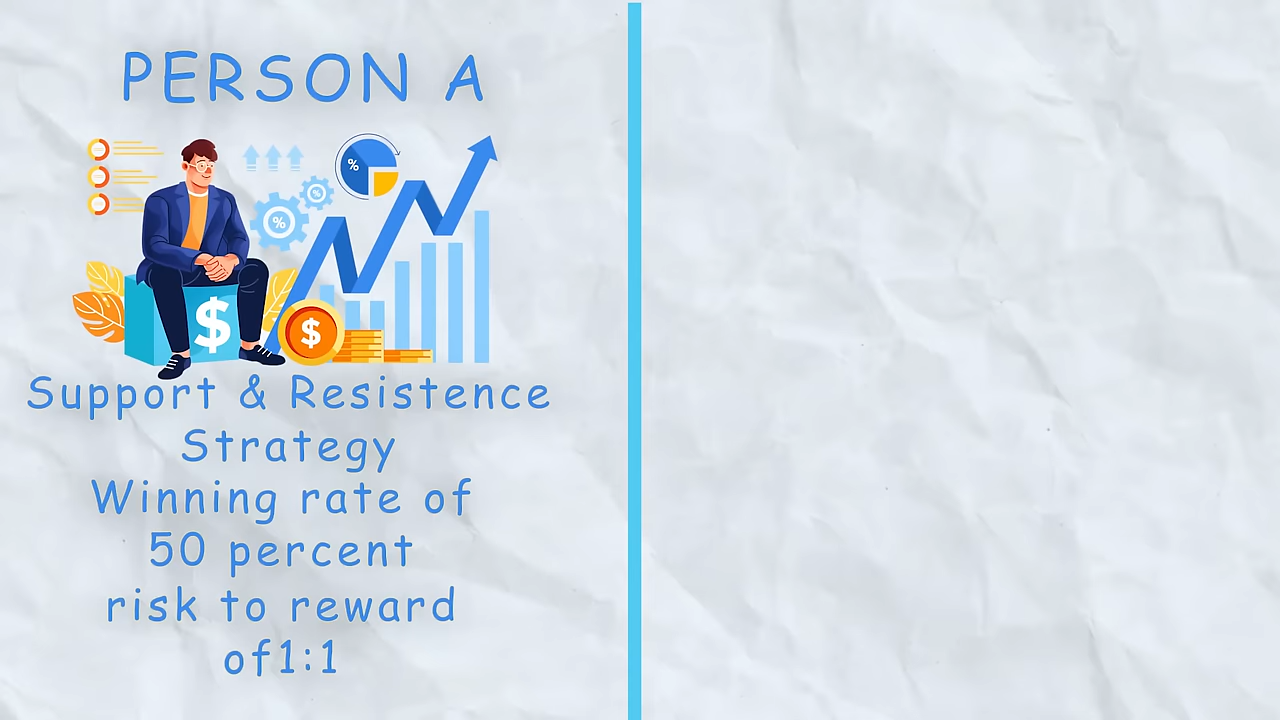 PERSON A
%
%
%
$
$
Support & Resistence
Strategy
Winning rate of
50 percent
risk to reward
of1:1